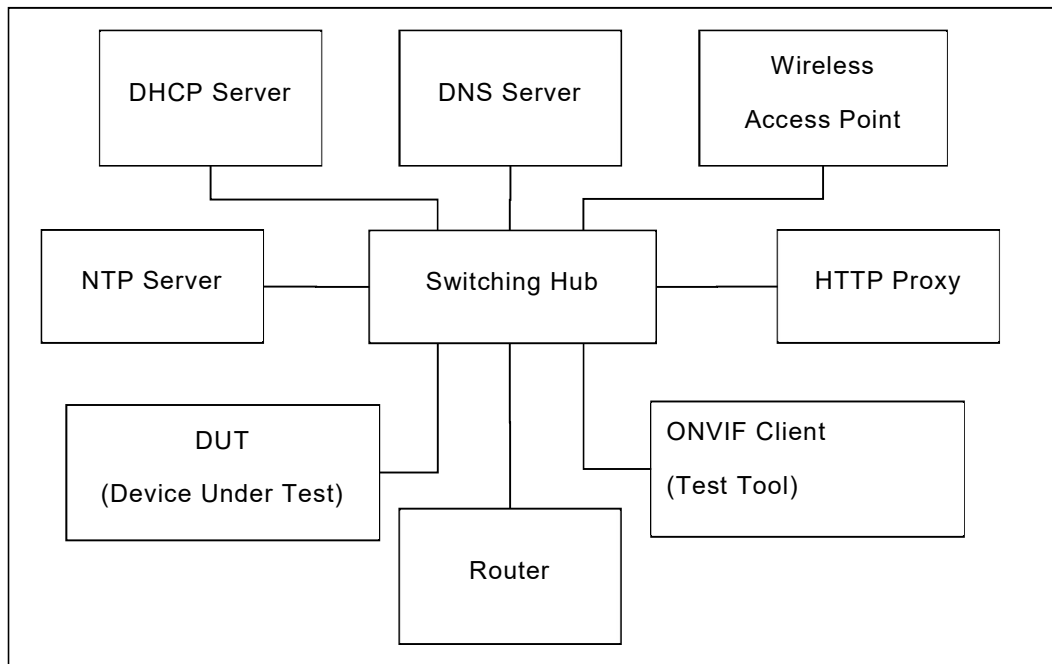 DHCP Server
DNS Server
Wireless
Access Point
NTP Server
Switching Hub
HTTP Proxy
DUT
(Device Under Test)
ONVIF Client
(Test Tool)
Router